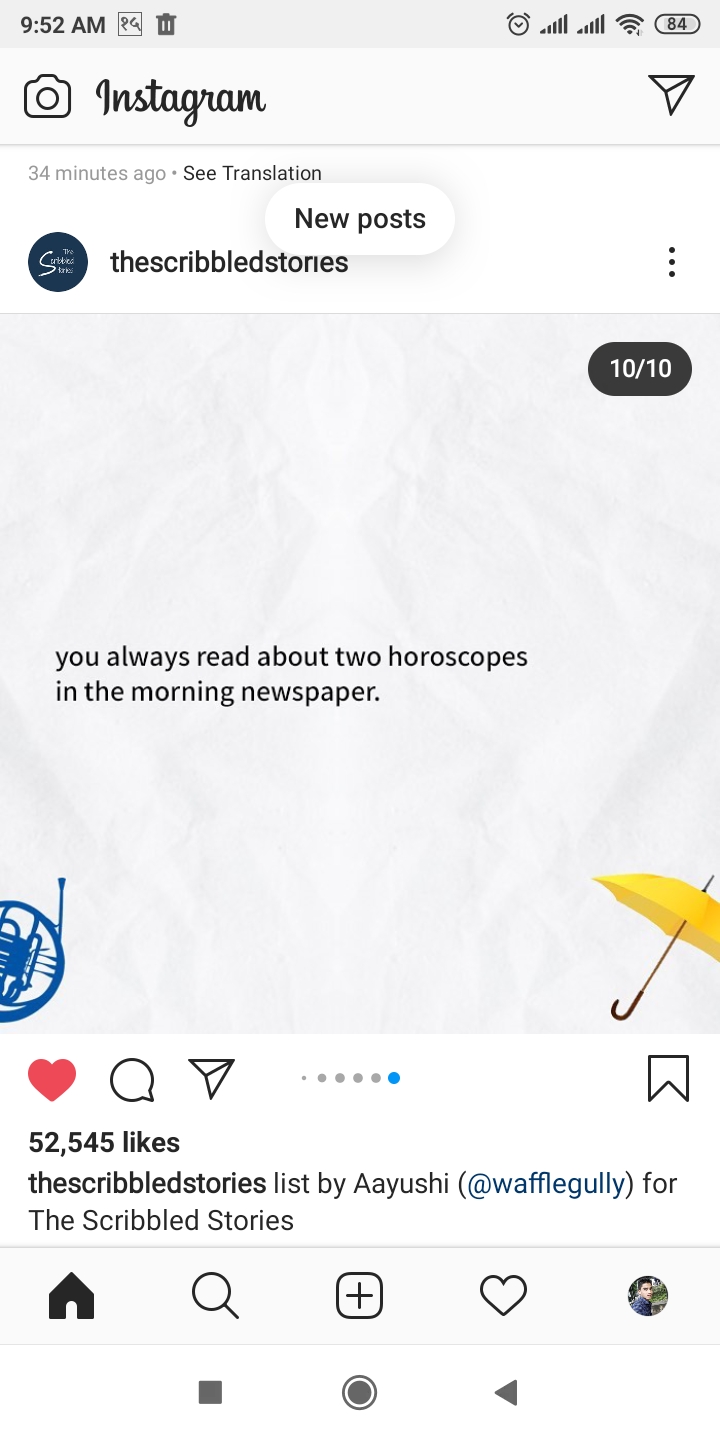 9:52 AM
84
Instagram
34 minutes ago • See Translation
New posts
The Scribbled Stories
thescribbledstories
10/10
you always read about two horoscopes
in the morning newspaper.
52,545 likes
thescribbledstories list by Aayushi (@wafflegully) for
The Scribbled Stories